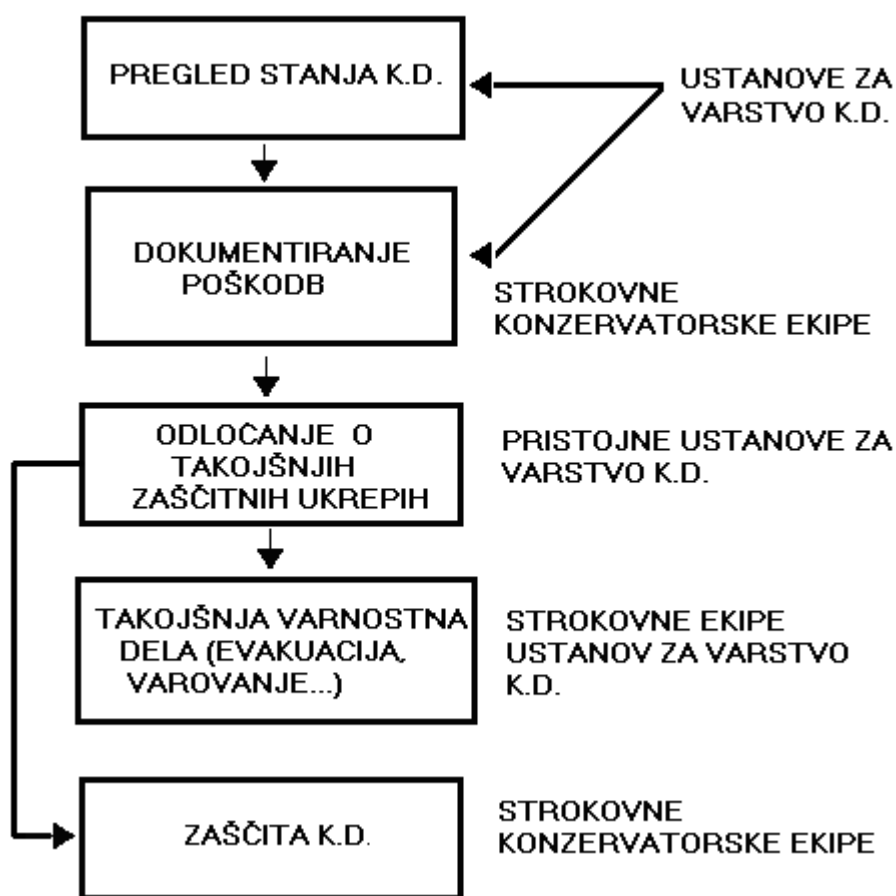 PREGLED STANJA K.D.
USTANOVE ZA
VARSTVO K.D.
DOKUMENTIRANJE
POŠKODB
STROKOVNE
KONZERVATORSKE EKIPE
ODLOČANJE O
TAKOJŠNJIH
ZAŠČITNIH UKREPIH
PRISTOJNE USTANOVE ZA
VARSTVO K.D.
TAKOJŠNJA VARNOSTNA
DELA (EVAKUACIJA,
VAROVANJE...)
STROKOVNE EKIPE
USTANOV ZA VARSTVO
K.D.
ZAŠČITA K.D.
STROKOVNE
KONZERVATORSKE EKIPE